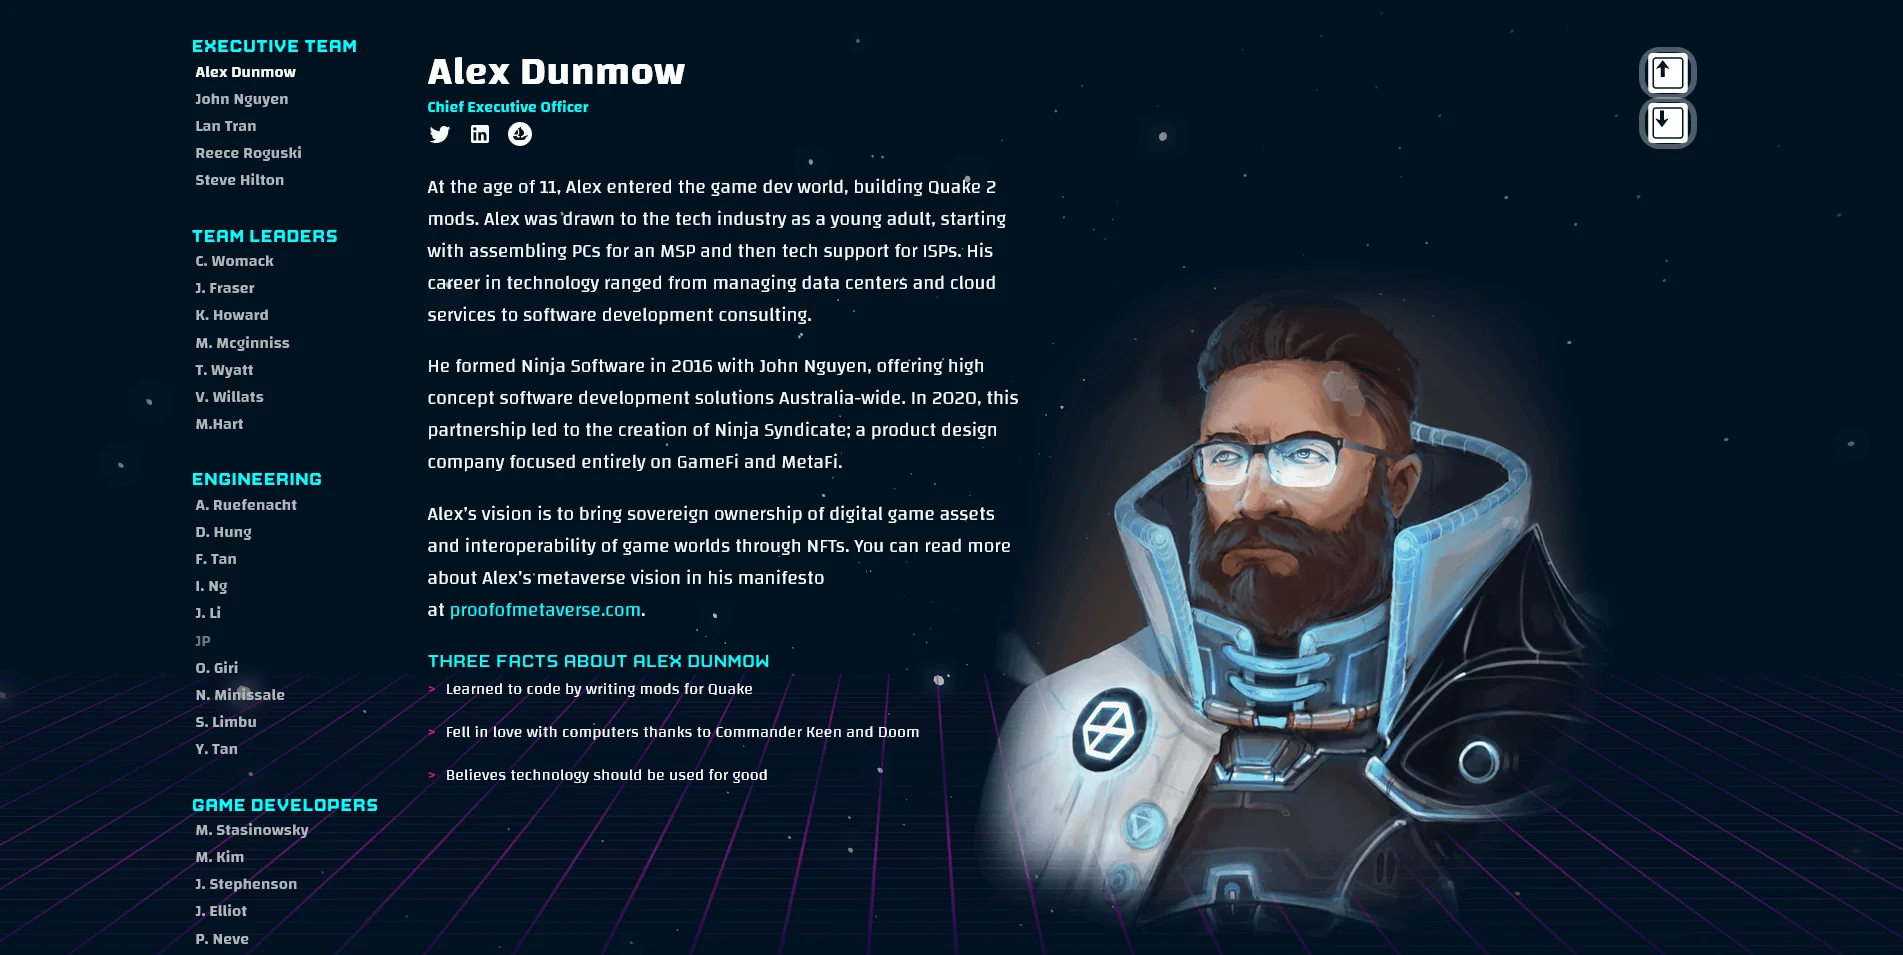 EXECUTIVE TEAM
Alex Dunmow
John Nguyen
Lan Tran
Reece Roguski
Steve Hilton
TEAM LEADERS
C. Womack
J. Fraser
K. Howard
M. Mcginniss
T. Wyatt
V. Willats
M.Hart
ENGINEERING
A. Ruefenacht
D. Hung
F. Tan
I. Ng
J. Li
JP
O. Giri
N. Minissale
S. Limbu
Y. Tan
GAME DEVELOPERS
M. Stasinowsky
M. Kim
J. Stephenson
J. Elliot
P. Neve
Alex Dunmow
Chief Executive Officer
At the age of 11, Alex entered the game dev world, building Quake 2
mods. Alex was drawn to the tech industry as a young adult, starting
with assembling PCs for an MSP and then tech support for ISPs. His
career in technology ranged from managing data centers and cloud
services to software development consulting.
He formed Ninja Software in 2016 with John Nguyen, offering high
concept software development solutions Australia-wide. In 2020, this
partnership led to the creation of Ninja Syndicate; a product design
company focused entirely on GameFi and MetaFi.
Alex's vision is to bring sovereign ownership of digital game assets
and interoperability of game worlds through NFTs. You can read more
about Alex's metaverse vision in his manifesto
at proofofmetaverse.com.
THREE FACTS ABOUT ALEX DUNMOW
> Learned to code by writing mods for Quake
> Fell in love with computers thanks to Commander Keen and Doom
> Believes technology should be used for good